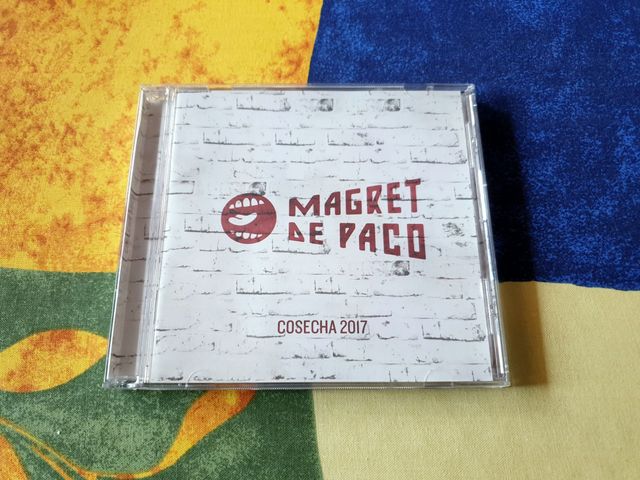 MAGRET
DE PACO
COSECHA 2017